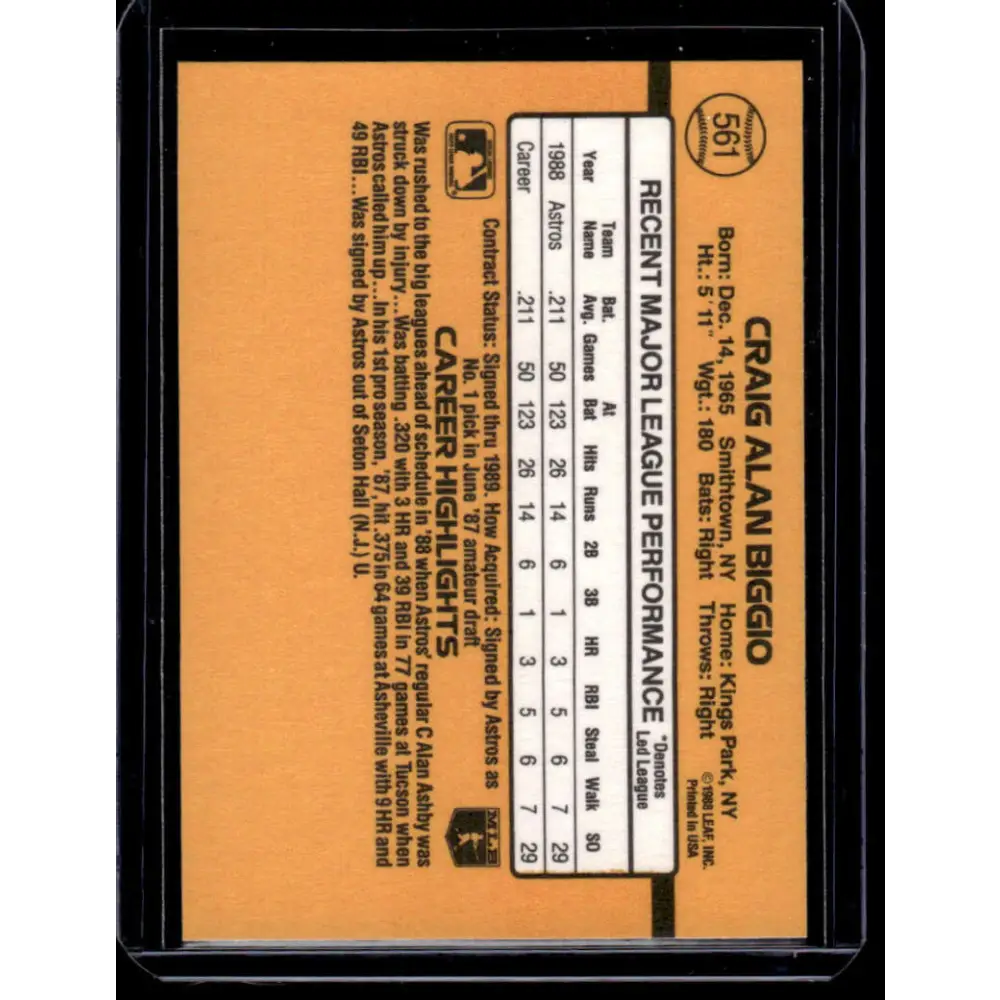 561
CRAIG ALAN BIGGIO
Born: Dec. 14, 1965 Smithtown, NY Home: Kings Park, NY
Ht.: 5'11" Wgt.: 180 Bats: Right Throws: Right
©1988 LEAF, INC.
Printed in USA
RECENT MAJOR LEAGUE PERFORMANCE
*Denotes
Led League
Year Team Name Bat. Avg. Games At Bat Hits Runs 2B 3B HR RBI Steal Walk SO
1988 Astros .211 50 123 26 14 6 1 3 5 6 7 29
Career .211 50 123 26 14 6 1 3 5 6 7 29
Contract Status: Signed thru 1989. How Acquired: Signed by Astros as
No. 1 pick in June '87 amateur draft
MLB
CAREER HIGHLIGHTS
Was rushed to the big leagues ahead of schedule in '88 when Astros' regular C Alan Ashby was
struck down by injury...Was batting .320 with 3 HR and 39 RBI in 77 games at Tucson when
Astros called him up...In his 1st pro season, '87, hit .375 in 64 games at Asheville with 9 HR and
49 RBI...Was signed by Astros out of Seton Hall (N.J.) U.